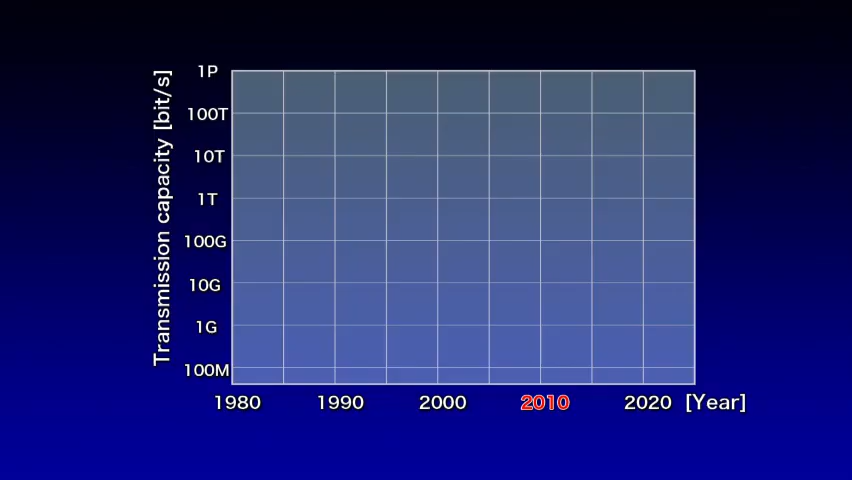 Transmission capacity [bit/s]
1P
100T
10T
1T
100G
10G
1G
100M
1980 1990 2000 2010 2020 [Year]